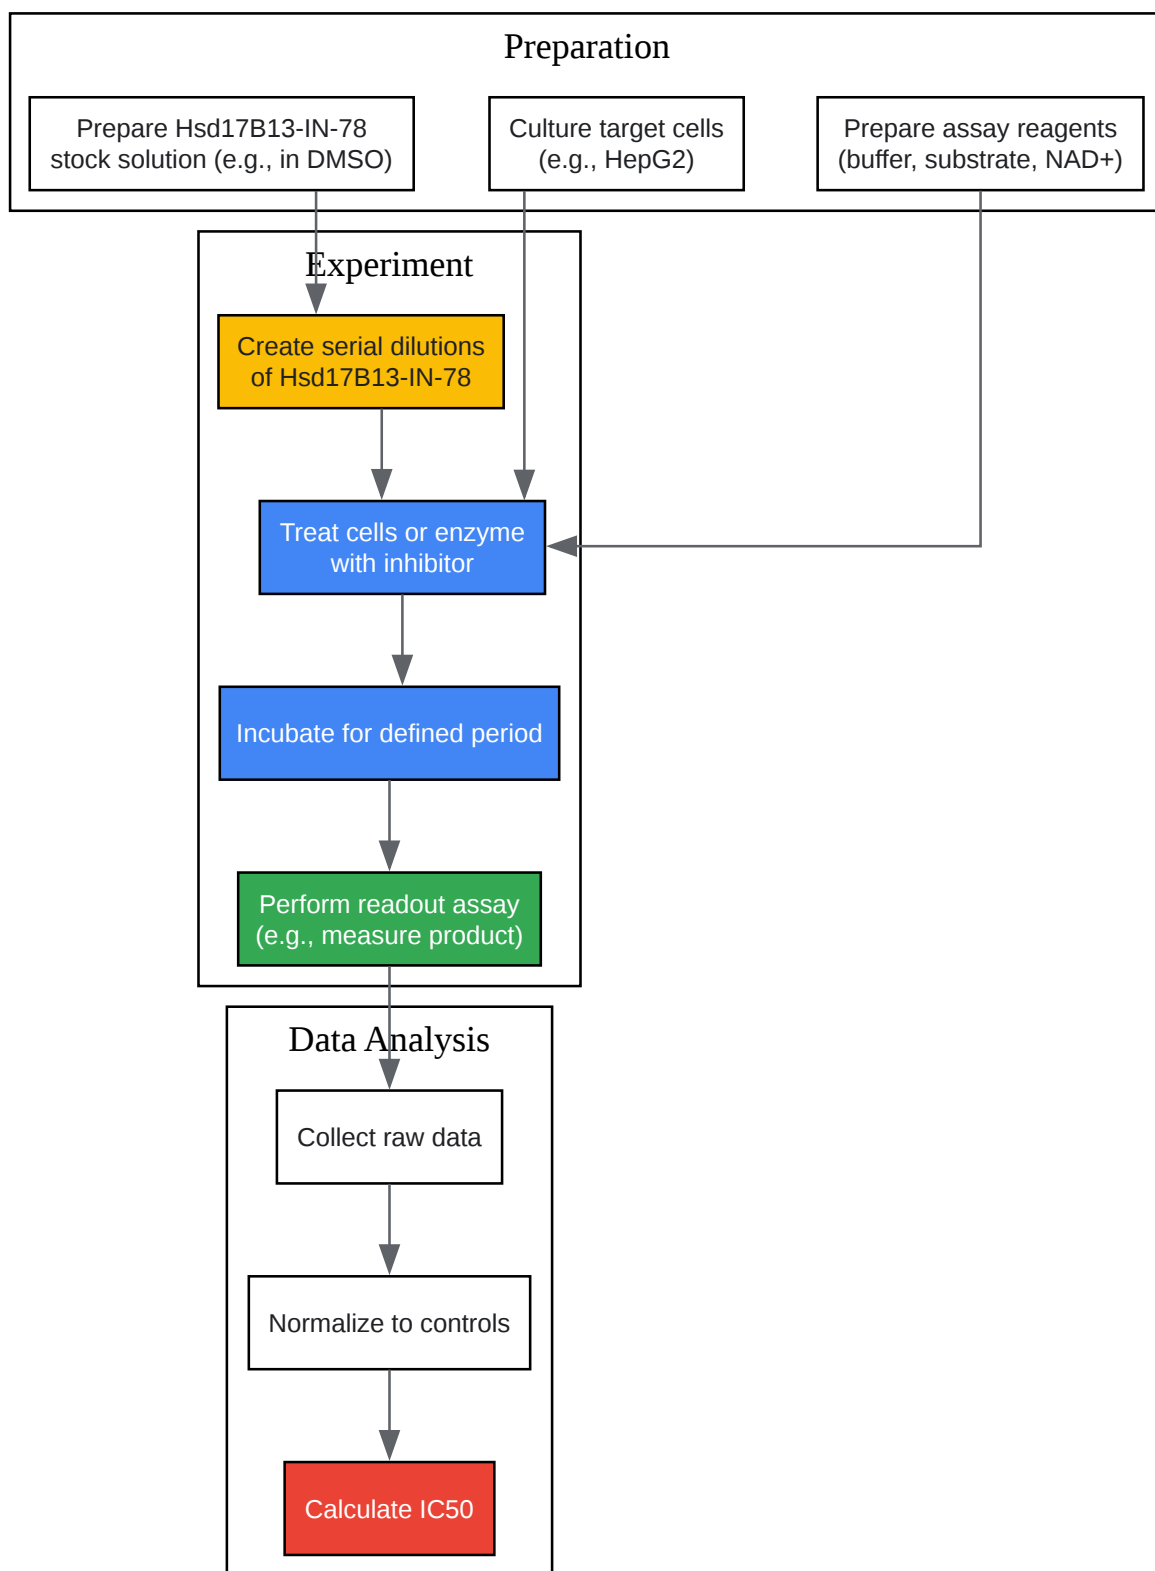 Preparation
Prepare Hsd17B13-IN-78
stock solution (e.g., in DMSO)
Culture target cells
(e.g., HepG2)
Prepare assay reagents
(buffer, substrate, NAD+)
Experiment
Create serial dilutions
of Hsd17B13-IN-78
Treat cells or enzyme
with inhibitor
Incubate for defined period
Perform readout assay
(e.g., measure product)
Data Analysis
Collect raw data
Normalize to controls
Calculate IC50